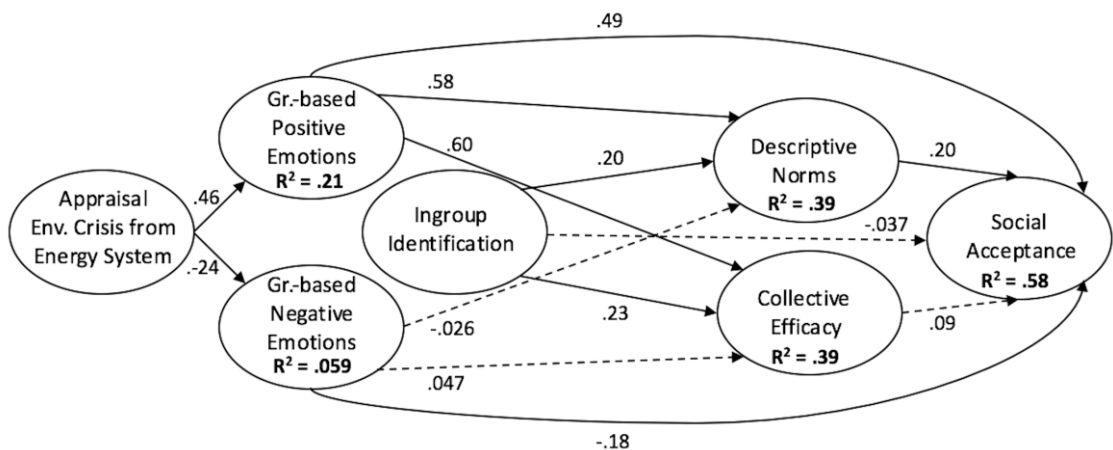 .49
Gr.-based
Positive
Emotions
R² = .21
.58
.60
Descriptive
Norms
R² = .39
.20
.20
Appraisal
Env. Crisis from
Energy System
.46
.-24
Ingroup
Identification
-.037
Social
Acceptance
R² = .58
Gr.-based
Negative
Emotions
R² = .059
-.026
.23
Collective
Efficacy
R² = .39
.09
.047
-.18